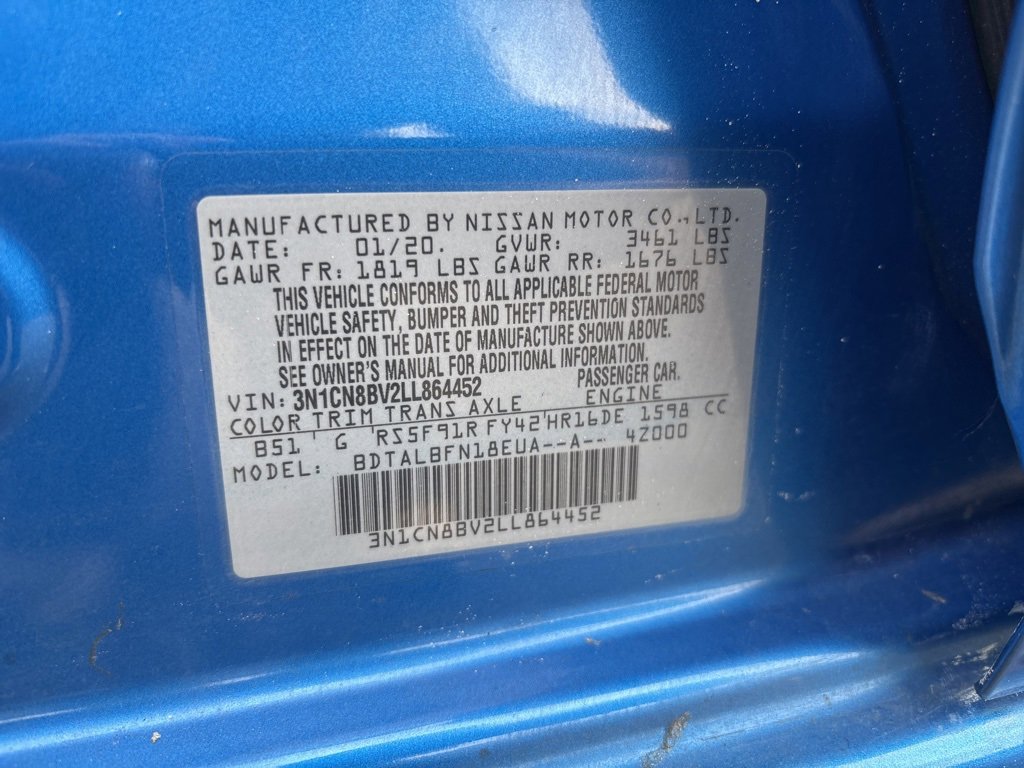 MANUFACTURED BY NISSAN MOTOR CO., LTD.
DATE: 01/20. GVWR: 3461 LBS
GAWR FR: 1819 LBS GAWR RR: 1676 LBS
THIS VEHICLE CONFORMS TO ALL APPLICABLE FEDERAL MOTOR
VEHICLE SAFETY, BUMPER AND THEFT PREVENTION STANDARDS
IN EFFECT ON THE DATE OF MANUFACTURE SHOWN ABOVE.
SEE OWNER'S MANUAL FOR ADDITIONAL INFORMATION.
VIN: 3N1CN8BV2LL864452 PASSENGER CAR.
COLOR TRIM TRANS AXLE ENGINE
B51 G RS5F91R FY42 HR16DE 1598 CC
MODEL: BDTALBFN18EUA--A-- 4Z000
3N1CN8BV2LL864452